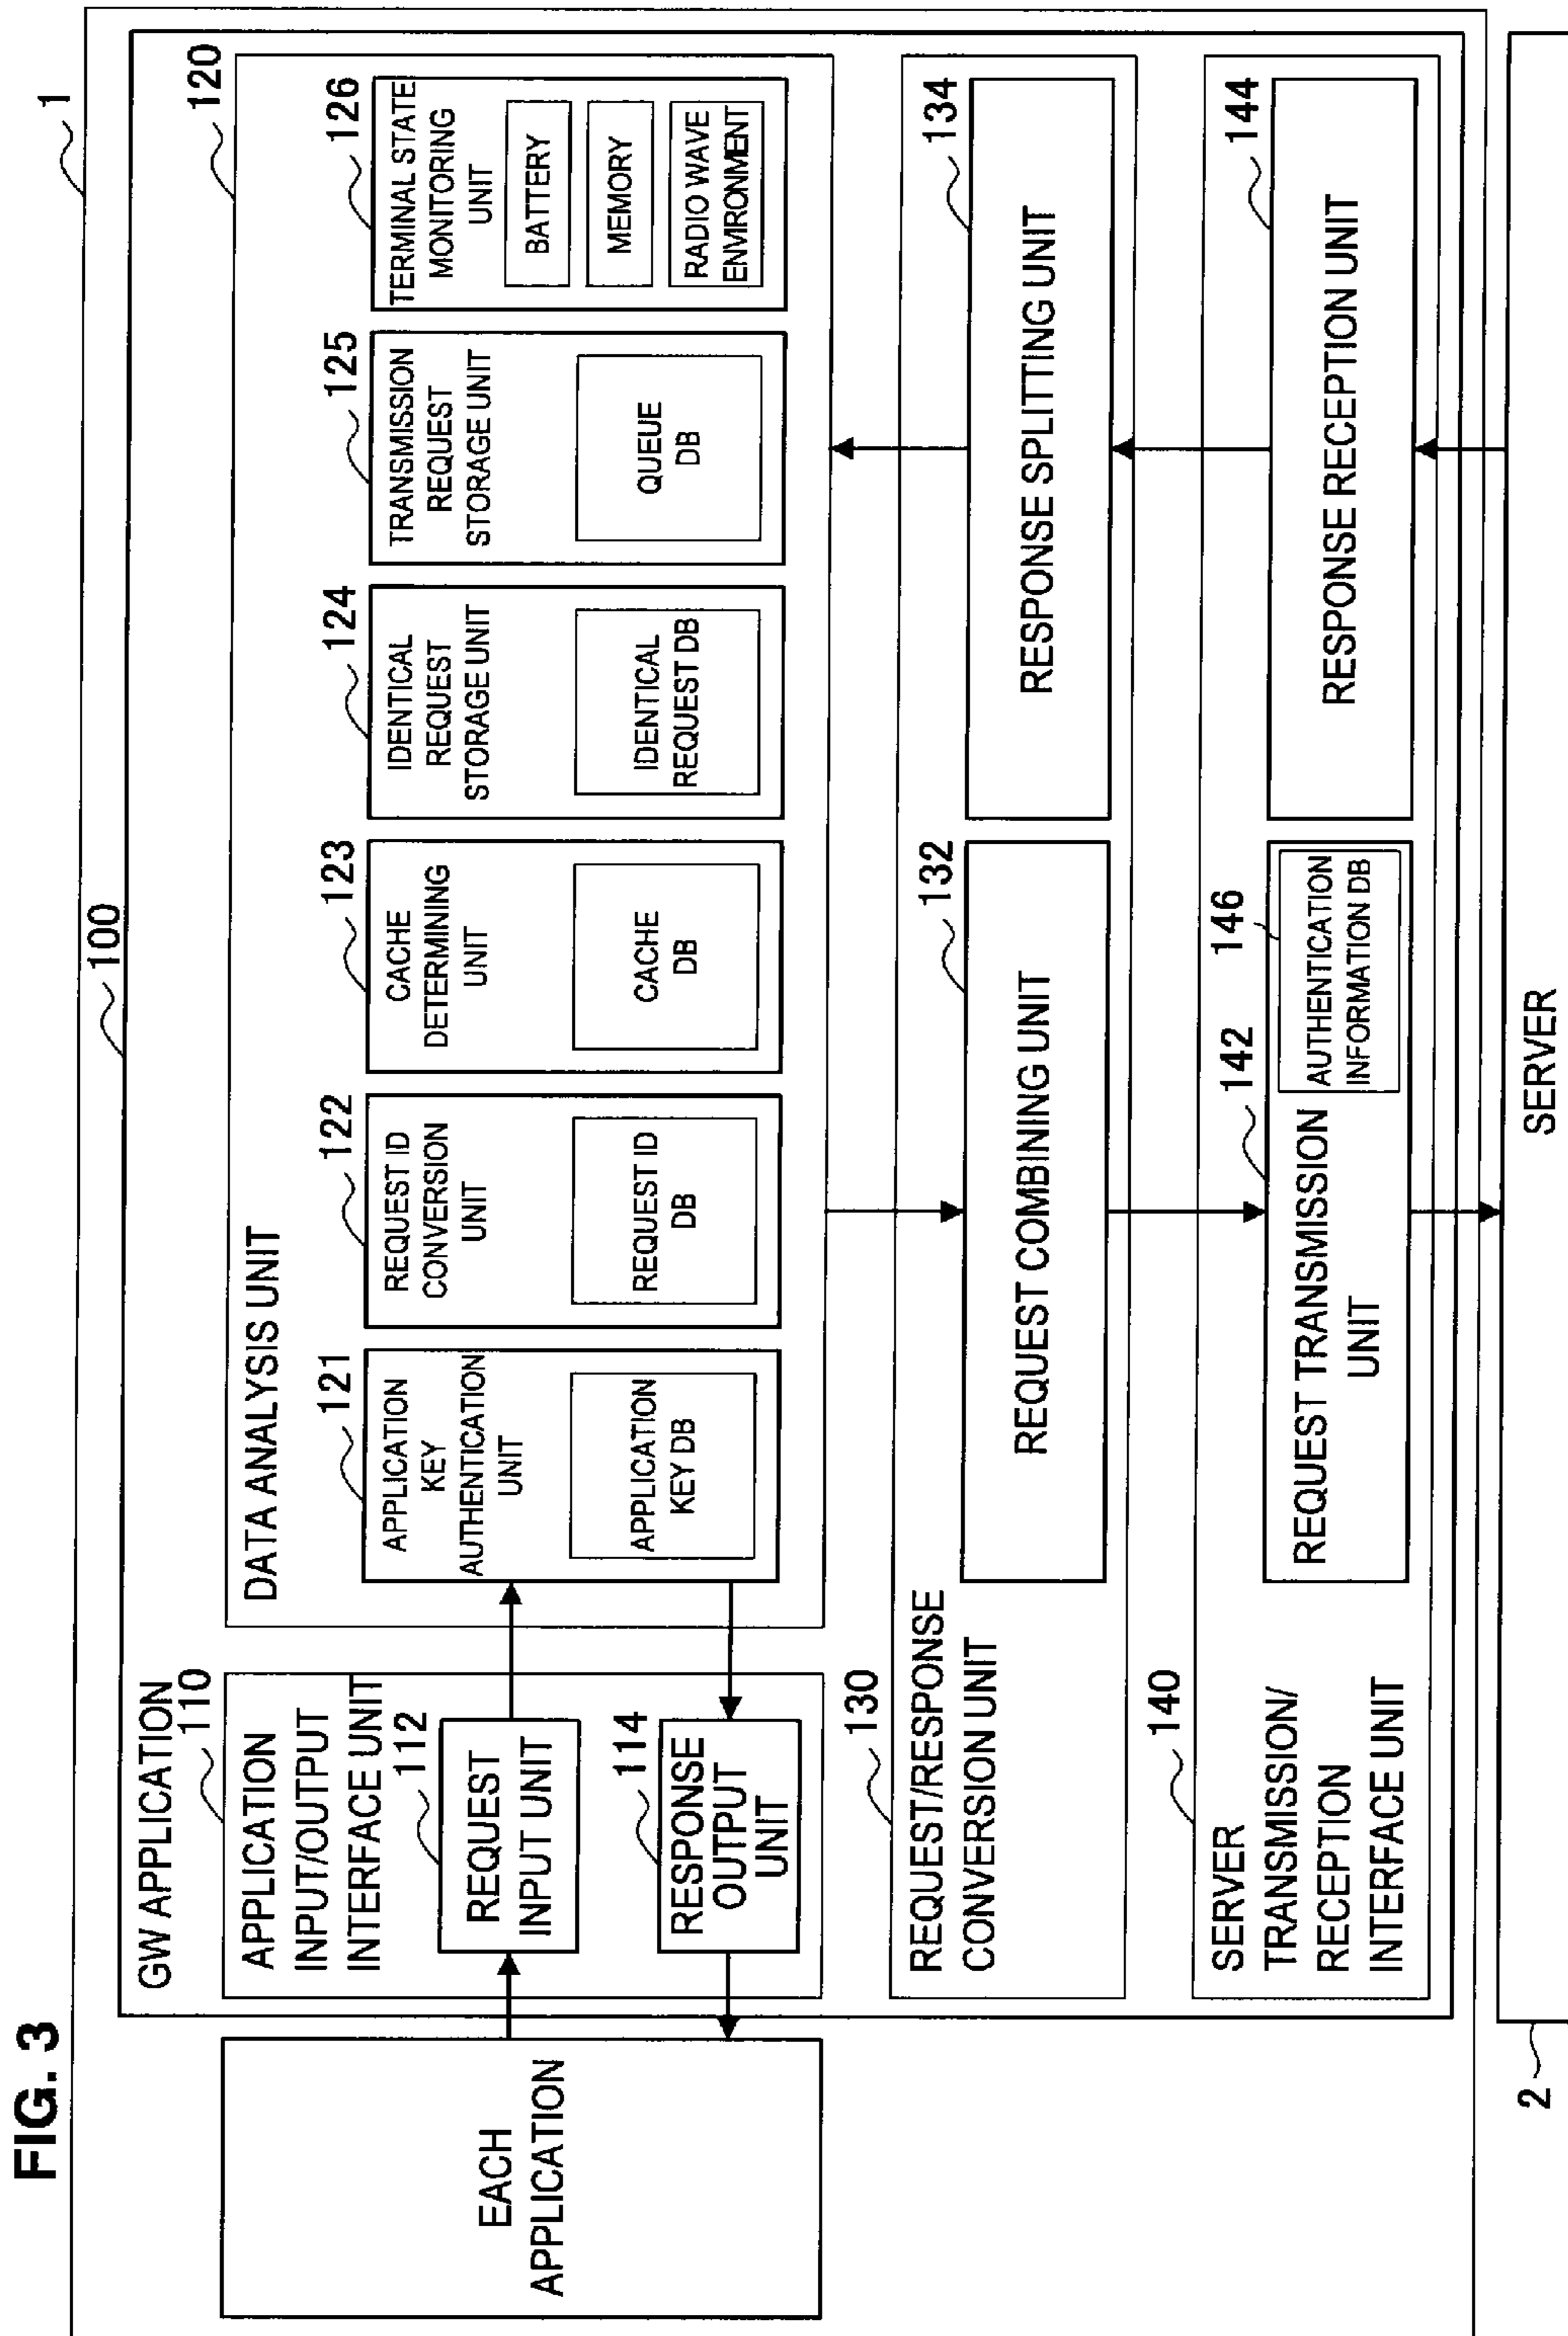 FIG. 3
1
100
GW APPLICATION
EACH
APPLICATION
110
APPLICATION
INPUT/OUTPUT
INTERFACE UNIT
112
REQUEST
INPUT UNIT
114
RESPONSE
OUTPUT
UNIT
120
DATA ANALYSIS UNIT
121
APPLICATION
KEY
AUTHENTICATION
UNIT
APPLICATION
KEY DB
122
REQUEST ID
CONVERSION
UNIT
REQUEST ID
DB
123
CACHE
DETERMINING
UNIT
CACHE
DB
124
IDENTICAL
REQUEST
STORAGE UNIT
IDENTICAL
REQUEST DB
125
TRANSMISSION
REQUEST
STORAGE UNIT
QUEUE
DB
126
TERMINAL STATE
MONITORING
UNIT
BATTERY
MEMORY
RADIO WAVE
ENVIRONMENT
130
REQUEST/RESPONSE
CONVERSION UNIT
132
REQUEST COMBINING UNIT
134
RESPONSE SPLITTING UNIT
140
SERVER
TRANSMISSION/
RECEPTION
INTERFACE UNIT
142
REQUEST TRANSMISSION
UNIT
146
AUTHENTICATION
INFORMATION DB
144
RESPONSE RECEPTION UNIT
2
SERVER